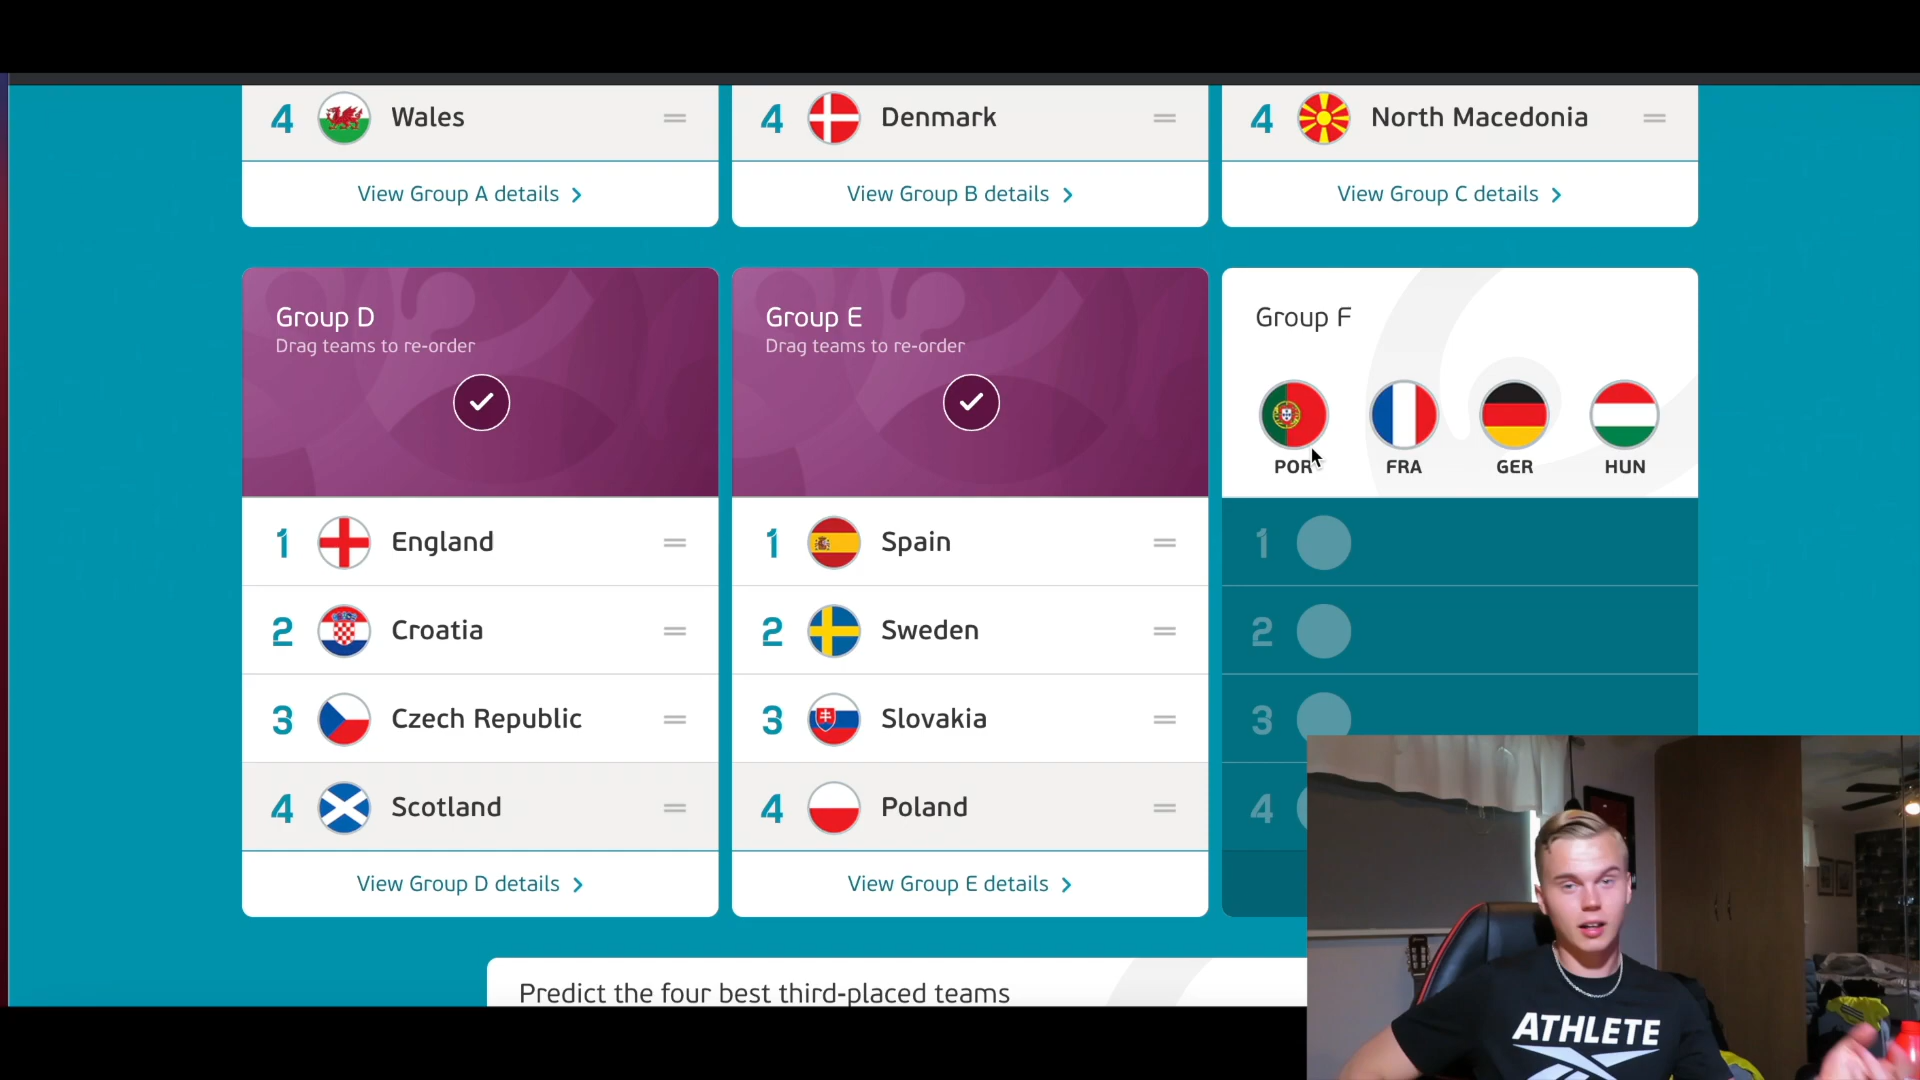 4 Wales
4 Denmark
4 North Macedonia
View Group A details
View Group B details
View Group C details
Group D
Drag teams to re-order
1 England
2 Croatia
3 Czech Republic
4 Scotland
View Group D details
Group E
Drag teams to re-order
1 Spain
2 Sweden
3 Slovakia
4 Poland
View Group E details
Group F
POR FRA GER HUN
1
2
3
4
Predict the four best third-placed teams
ATHLETE